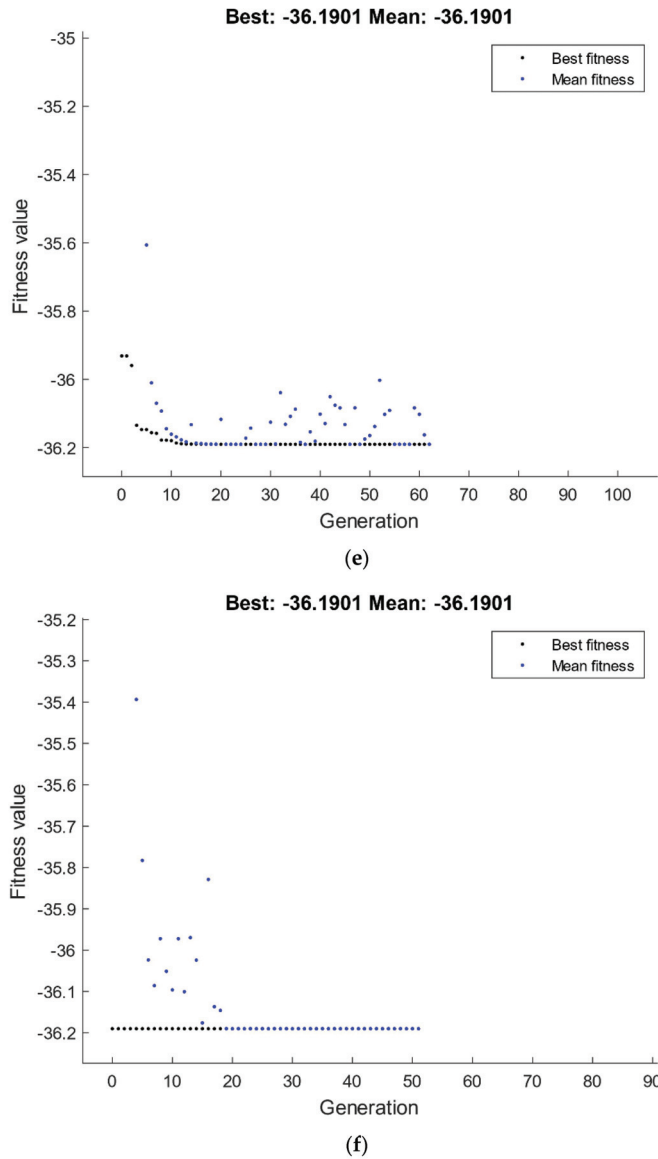 Best: -36.1901 Mean: -36.1901
-35
Best fitness
Mean fitness
-35.2
-35.4
-35.6
-35.8
-36
-36.2
Fitness value
0 10 20 30 40 50 60 70 80 90 100
Generation
(e)
Best: -36.1901 Mean: -36.1901
-35.2
Best fitness
Mean fitness
-35.3
-35.4
-35.5
-35.6
-35.7
-35.8
-35.9
-36
-36.1
-36.2
Fitness value
0 10 20 30 40 50 60 70 80 90
Generation
(f)